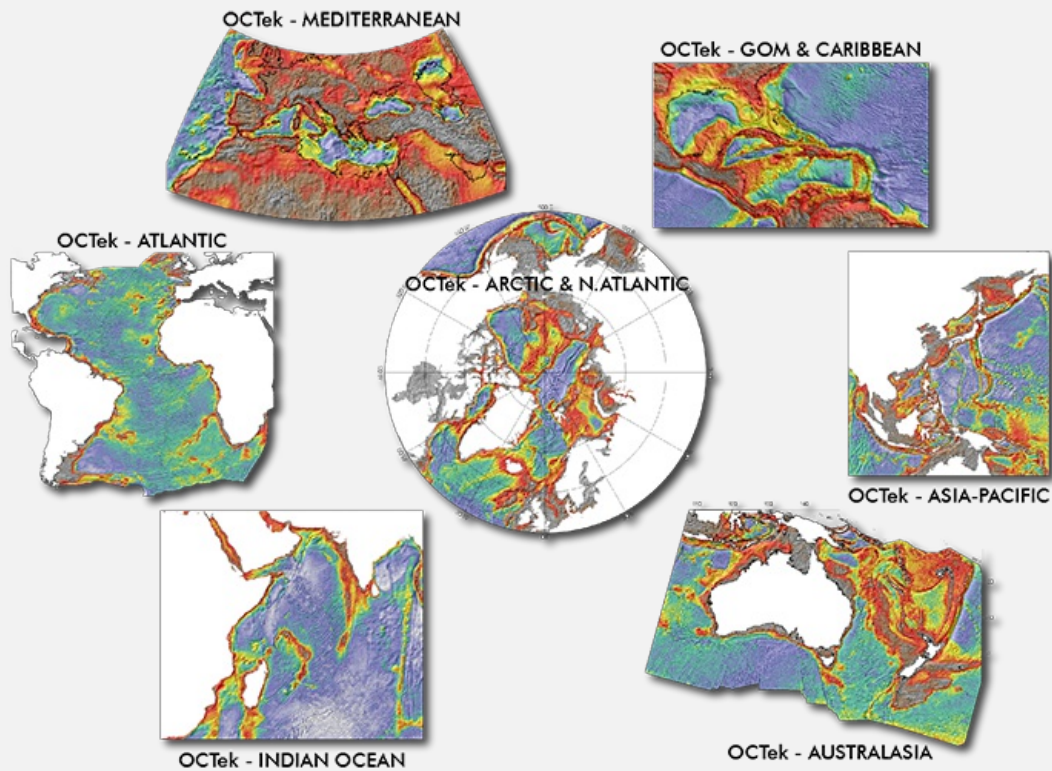 OCTek - MEDITERRANEAN
OCTek - GOM & CARIBBEAN
OCTek - ATLANTIC
OCTek - ARCTIC & N.ATLANTIC
OCTek - ASIA-PACIFIC
OCTek - INDIAN OCEAN
OCTek - AUSTRALASIA